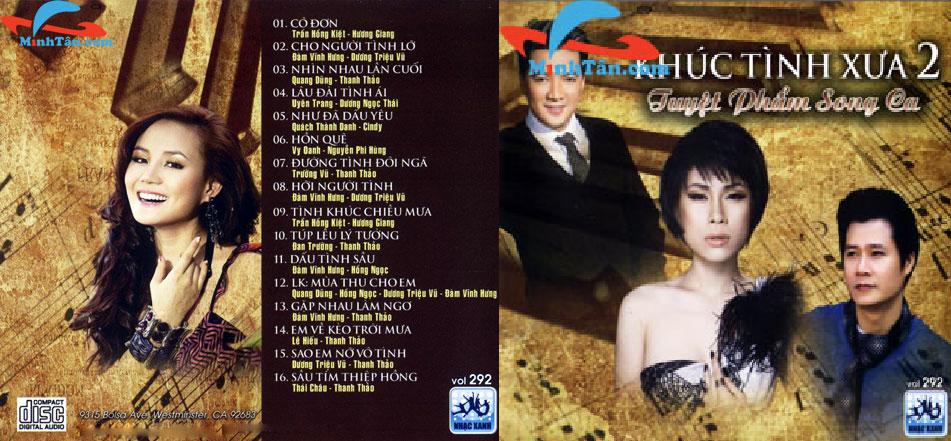 MinhTân.com
01. CÔ ĐƠN
Trần Hồng Kiệt - Hương Giang
02. CHO NGƯỜI TÌNH LỠ
Đàm Vĩnh Hưng - Dương Triệu Vũ
03. NHÌN NHAU LẦN CUỐI
Quang Dũng - Thanh Thảo
04. LÂU ĐÀI TÌNH ÁI
Uyên Trang - Dương Ngọc Thái
05. NHƯ ĐÃ DẤU YÊU
Quách Thành Danh - Cindy
06. HỒN QUÊ
Vy Oanh - Nguyễn Phi Hùng
07. ĐƯỜNG TÌNH ĐÔI NGẢ
Trường Vũ - Thanh Thảo
08. HỠI NGƯỜI TÌNH
Đàm Vĩnh Hưng - Dương Triệu Vũ
09. TÌNH KHÚC CHIỀU MƯA
Trần Hồng Kiệt - Hương Giang
10. TÚP LỀU LÝ TƯỞNG
Đan Trường - Thanh Thảo
11. DẤU TÌNH SẦU
Đàm Vĩnh Hưng - Hồng Ngọc
12. LK: MÙA THU CHO EM
Quang Dũng - Hồng Ngọc - Dương Triệu Vũ - Đàm Vĩnh Hưng
13. GẶP NHAU LÀM NGƠ
Đàm Vĩnh Hưng - Thanh Thảo
14. EM VỀ KẺO TRỜI MƯA
Lê Hiếu - Thanh Thảo
15. SAO EM NỠ VÔ TÌNH
Dương Triệu Vũ - Thanh Thảo
16. SẦU TÍM THIỆP HỒNG
Thái Châu - Thanh Thảo
vol 292
COMPACT
disc
DIGITAL AUDIO
9315 Bolsa Ave, Westminster, CA 92683
NHẠC XANH
MinhTân.com
KHÚC TÌNH XƯA 2
Tuyệt Phẩm Song Ca
vol 292
NHẠC XANH